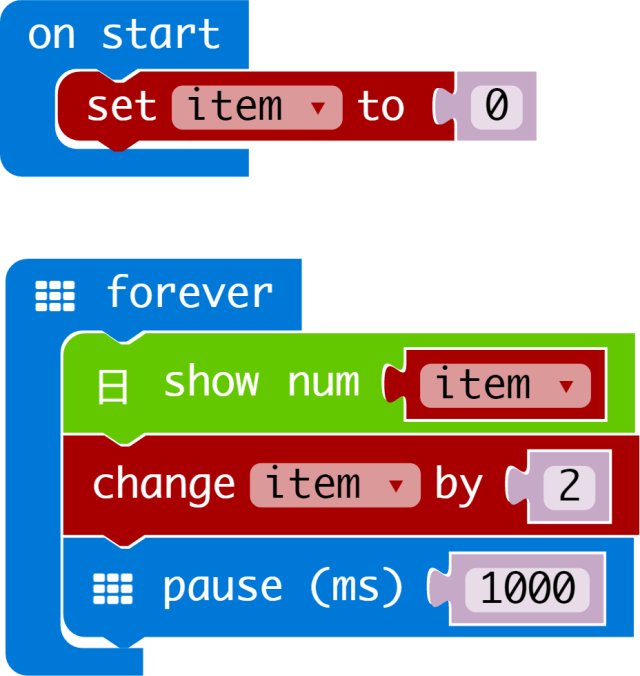 on start
set item to 0
forever
show num item
change item by 2
pause (ms) 1000